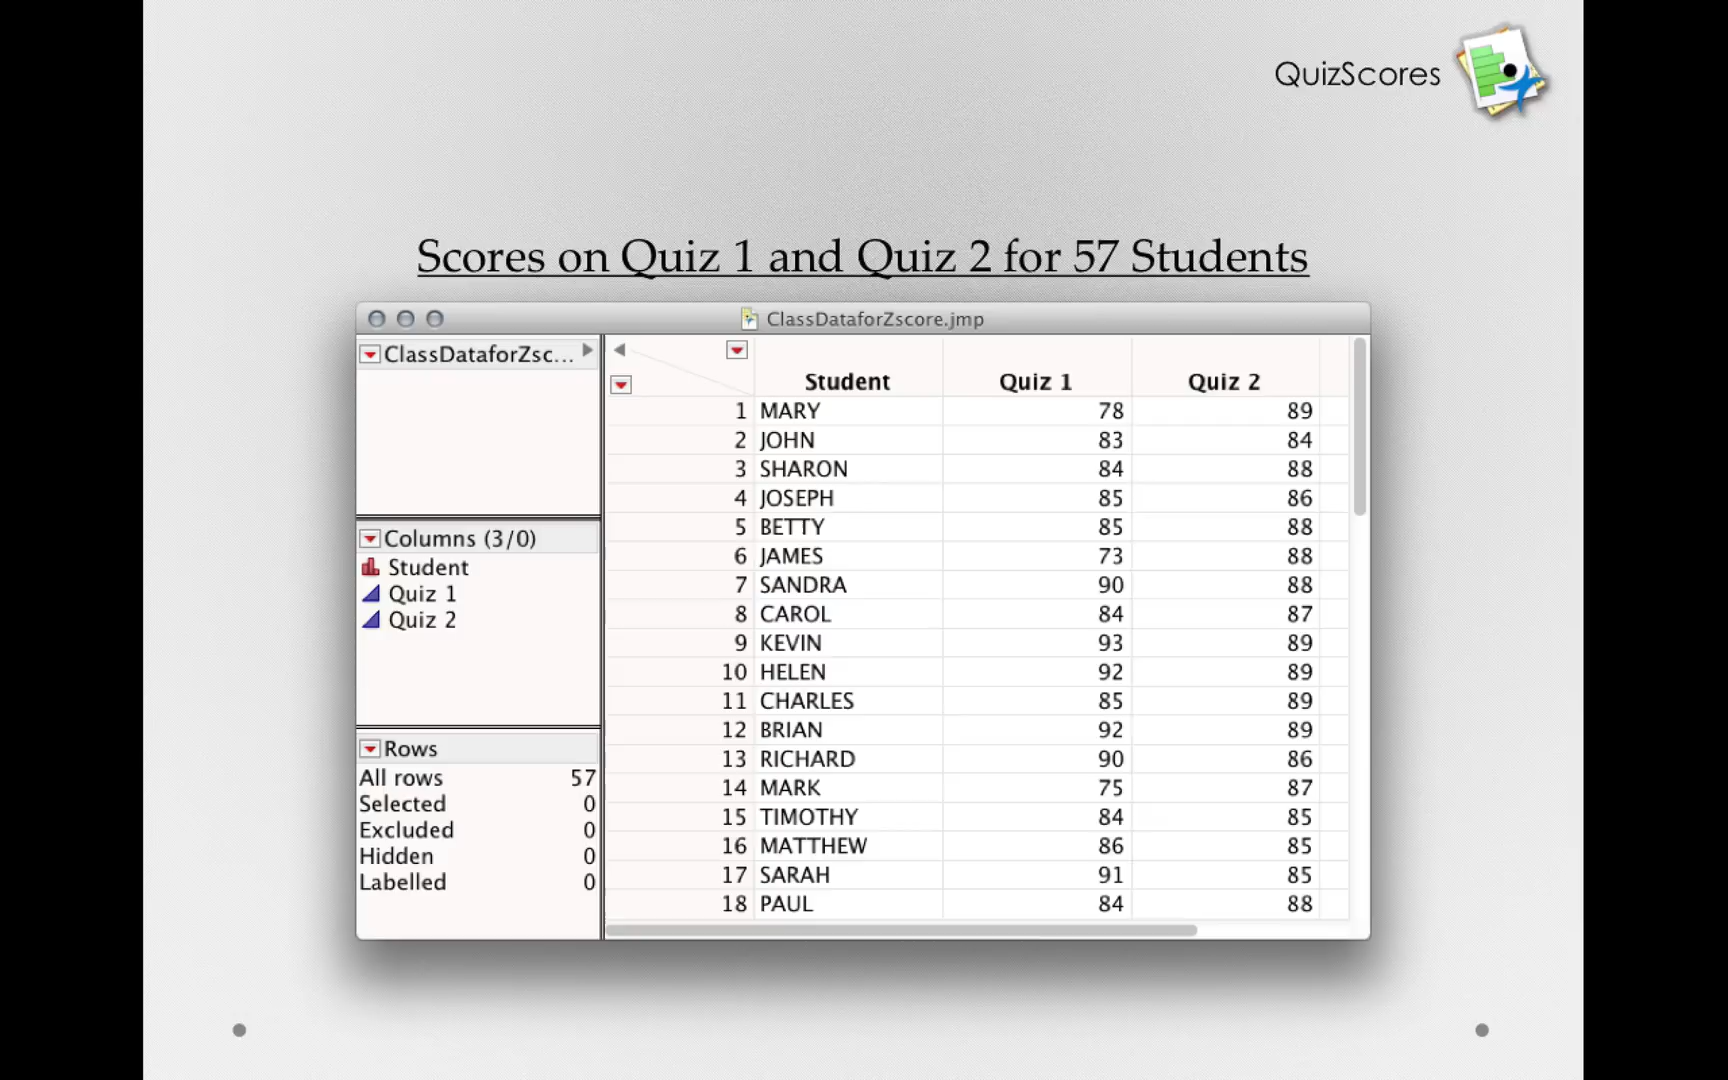 QuizScores
Scores on Quiz 1 and Quiz 2 for 57 Students
ClassDataforZscore.jmp
ClassDataforZsc...
Columns (3/0)
Student
Quiz 1
Quiz 2
Rows
All rows 57
Selected 0
Excluded 0
Hidden 0
Labelled 0
Student Quiz 1 Quiz 2
1 MARY 78 89
2 JOHN 83 84
3 SHARON 84 88
4 JOSEPH 85 86
5 BETTY 85 88
6 JAMES 73 88
7 SANDRA 90 88
8 CAROL 84 87
9 KEVIN 93 89
10 HELEN 92 89
11 CHARLES 85 89
12 BRIAN 92 89
13 RICHARD 90 86
14 MARK 75 87
15 TIMOTHY 84 85
16 MATTHEW 86 85
17 SARAH 91 85
18 PAUL 84 88